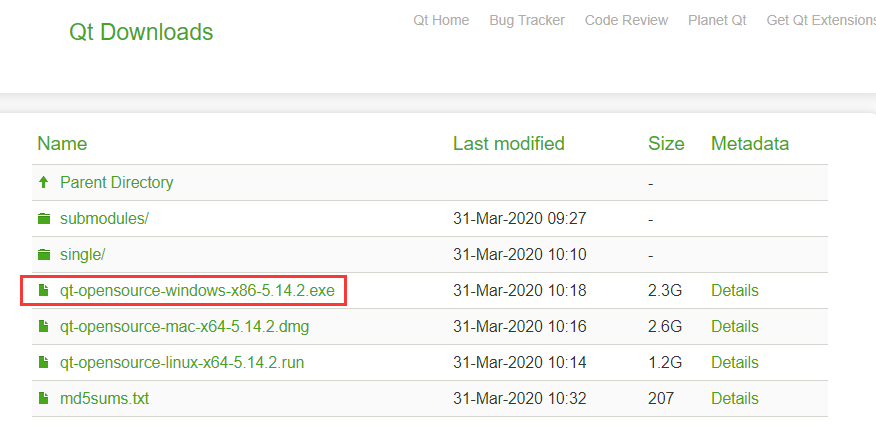 Qt Downloads
Qt Home Bug Tracker Code Review Planet Qt Get Qt Extensions
Name Last modified Size Metadata
Parent Directory -
submodules/ 31-Mar-2020 09:27 -
single/ 31-Mar-2020 10:10 -
qt-opensource-windows-x86-5.14.2.exe 31-Mar-2020 10:18 2.3G Details
qt-opensource-mac-x64-5.14.2.dmg 31-Mar-2020 10:16 2.6G Details
qt-opensource-linux-x64-5.14.2.run 31-Mar-2020 10:14 1.2G Details
md5sums.txt 31-Mar-2020 10:32 207 Details